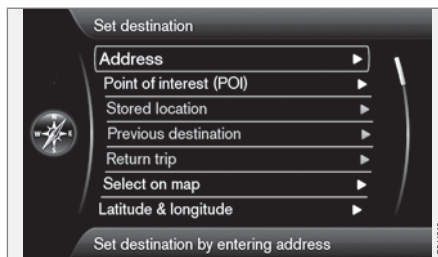 Set destination
Address
Point of interest (POI)
Stored location
Previous destination
Return trip
Select on map
Latitude & longitude
Set destination by entering address